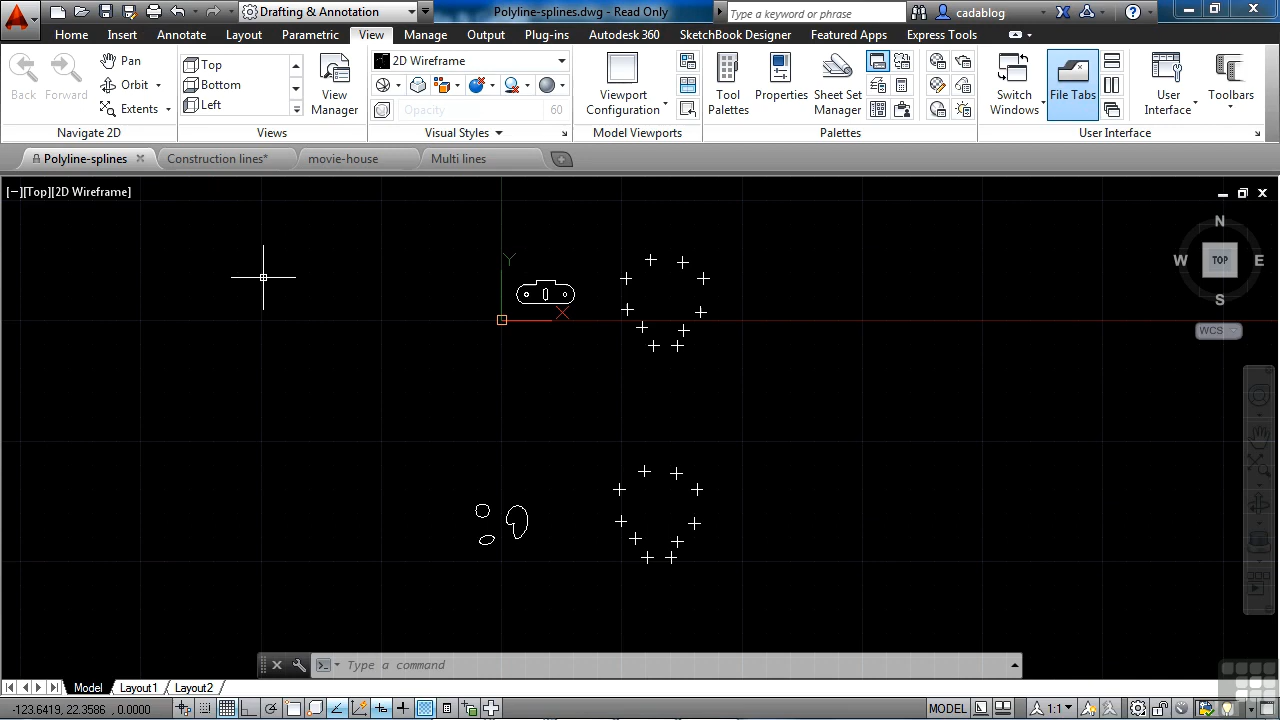 Drafting & Annotation Polyline-splines.dwg - Read Only Type a keyword or phrase cadablog
Home Insert Annotate Layout Parametric View Manage Output Plug-ins Autodesk 360 SketchBook Designer Featured Apps Express Tools
Back Forward Pan Orbit Extents
Navigate 2D
Top
Bottom
Left
View Manager
Views
2D Wireframe
Opacity 60
Visual Styles
Viewport Configuration
Model Viewports
Tool Palettes
Properties
Sheet Set Manager
Palettes
Switch Windows
File Tabs
User Interface
Toolbars
User Interface
Polyline-splines Construction lines* movie-house Multi lines
[−][Top][2D Wireframe]
N
W TOP E
S
WCS
Y
X
Type a command
Model Layout1 Layout2
-123.6419, 22.3586 , 0.0000 MODEL 1:1